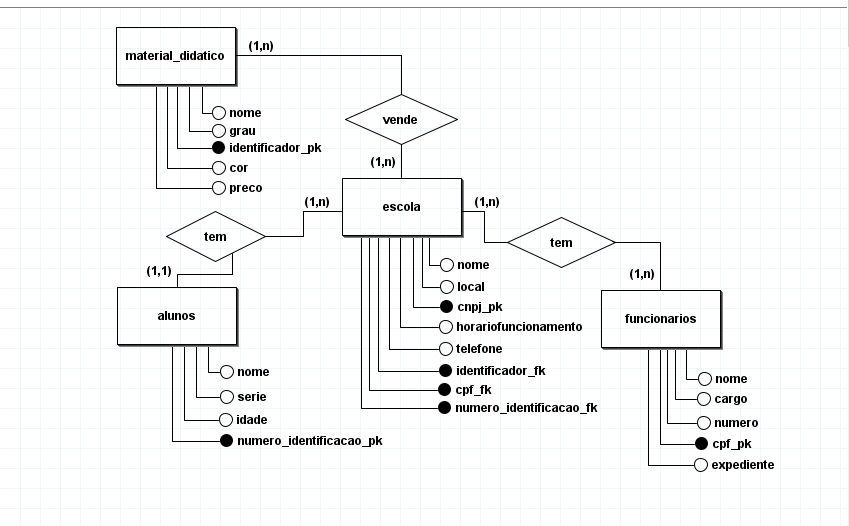 material_didatico
(1,n)
nome
grau
identificador_pk
cor
preco
vende
(1,n)
escola
(1,n)
(1,n)
tem
(1,1)
alunos
nome
serie
idade
numero_identificacao_pk
nome
local
cnpj_pk
horariofuncionamento
telefone
identificador_fk
cpf_fk
numero_identificacao_fk
tem
(1,n)
funcionarios
nome
cargo
numero
cpf_pk
expediente